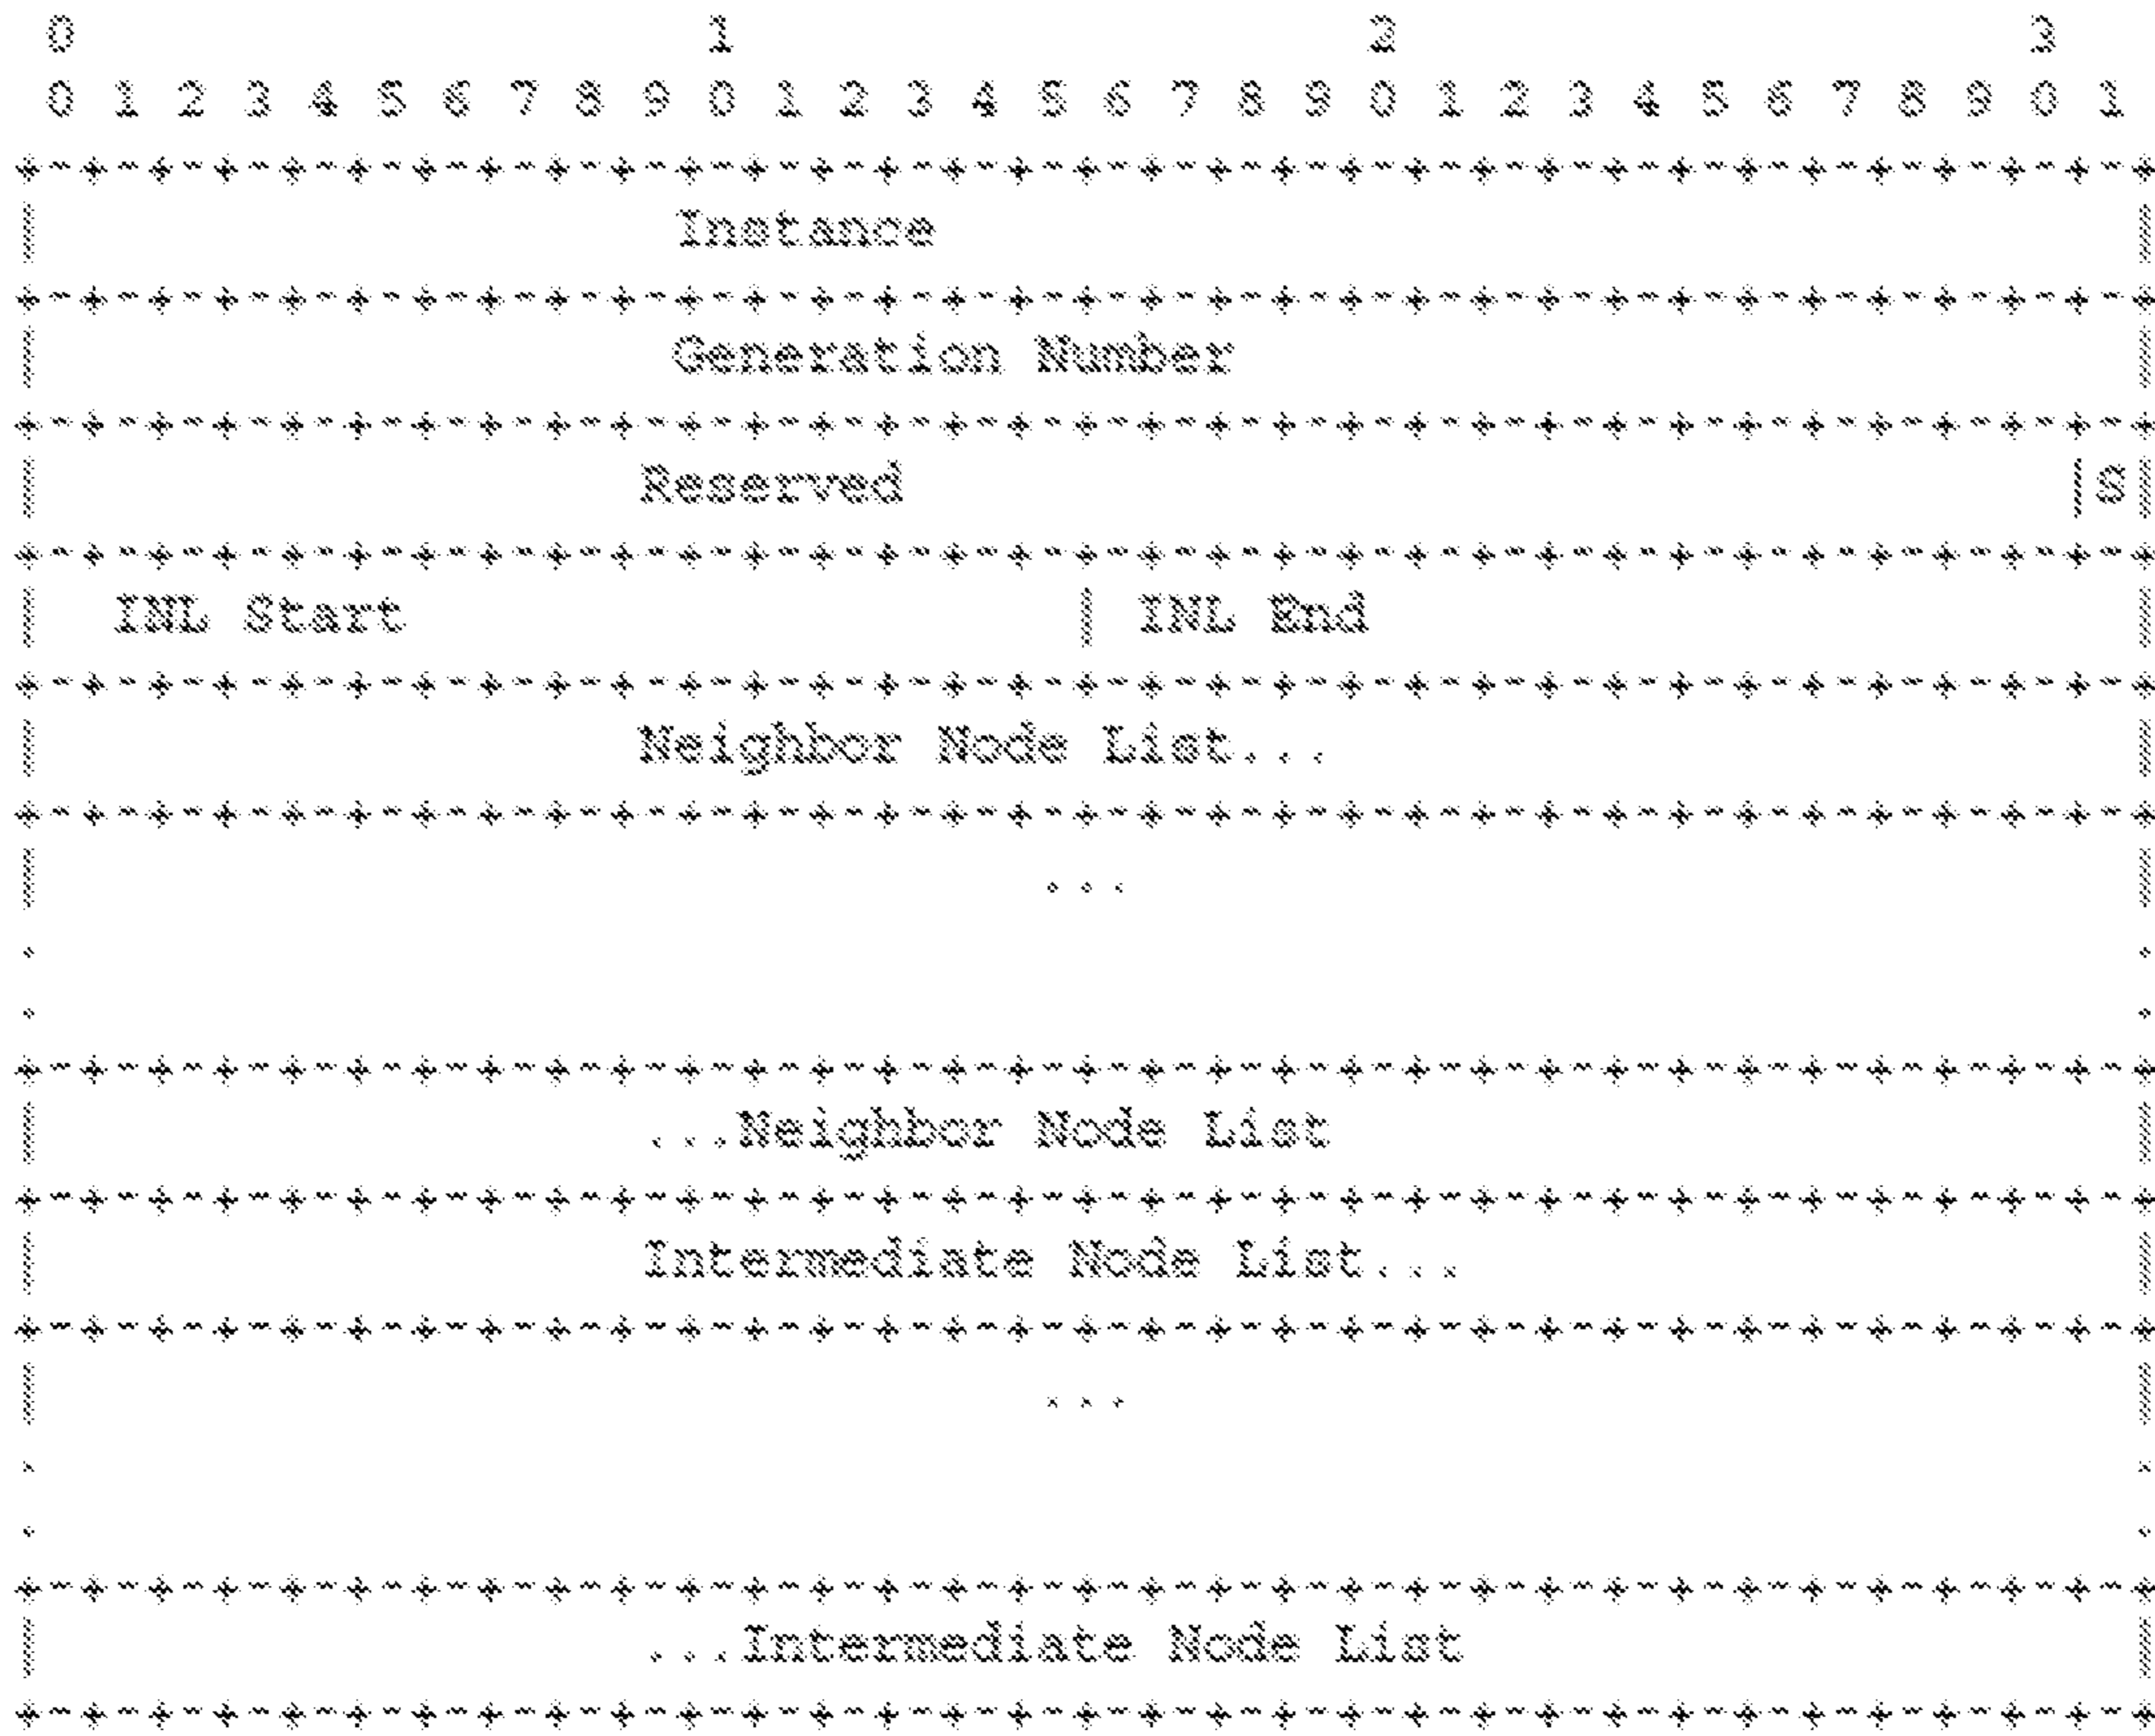 0                   1                   2                   3
0 1 2 3 4 5 6 7 8 9 0 1 2 3 4 5 6 7 8 9 0 1 2 3 4 5 6 7 8 9 0 1
+-+-+-+-+-+-+-+-+-+-+-+-+-+-+-+-+-+-+-+-+-+-+-+-+-+-+-+-+-+-+-+-+
| Instance |
+-+-+-+-+-+-+-+-+-+-+-+-+-+-+-+-+-+-+-+-+-+-+-+-+-+-+-+-+-+-+-+-+
| Generation Number |
+-+-+-+-+-+-+-+-+-+-+-+-+-+-+-+-+-+-+-+-+-+-+-+-+-+-+-+-+-+-+-+-+
| Reserved |S|
+-+-+-+-+-+-+-+-+-+-+-+-+-+-+-+-+-+-+-+-+-+-+-+-+-+-+-+-+-+-+-+-+
| INL Start | INL End |
+-+-+-+-+-+-+-+-+-+-+-+-+-+-+-+-+-+-+-+-+-+-+-+-+-+-+-+-+-+-+-+-+
| Neighbor Node List... |
+-+-+-+-+-+-+-+-+-+-+-+-+-+-+-+-+-+-+-+-+-+-+-+-+-+-+-+-+-+-+-+-+
| ... |
. .
. .
+-+-+-+-+-+-+-+-+-+-+-+-+-+-+-+-+-+-+-+-+-+-+-+-+-+-+-+-+-+-+-+-+
| ...Neighbor Node List |
+-+-+-+-+-+-+-+-+-+-+-+-+-+-+-+-+-+-+-+-+-+-+-+-+-+-+-+-+-+-+-+-+
| Intermediate Node List... |
+-+-+-+-+-+-+-+-+-+-+-+-+-+-+-+-+-+-+-+-+-+-+-+-+-+-+-+-+-+-+-+-+
| ... |
. .
. .
+-+-+-+-+-+-+-+-+-+-+-+-+-+-+-+-+-+-+-+-+-+-+-+-+-+-+-+-+-+-+-+-+
| ...Intermediate Node List |
+-+-+-+-+-+-+-+-+-+-+-+-+-+-+-+-+-+-+-+-+-+-+-+-+-+-+-+-+-+-+-+-+